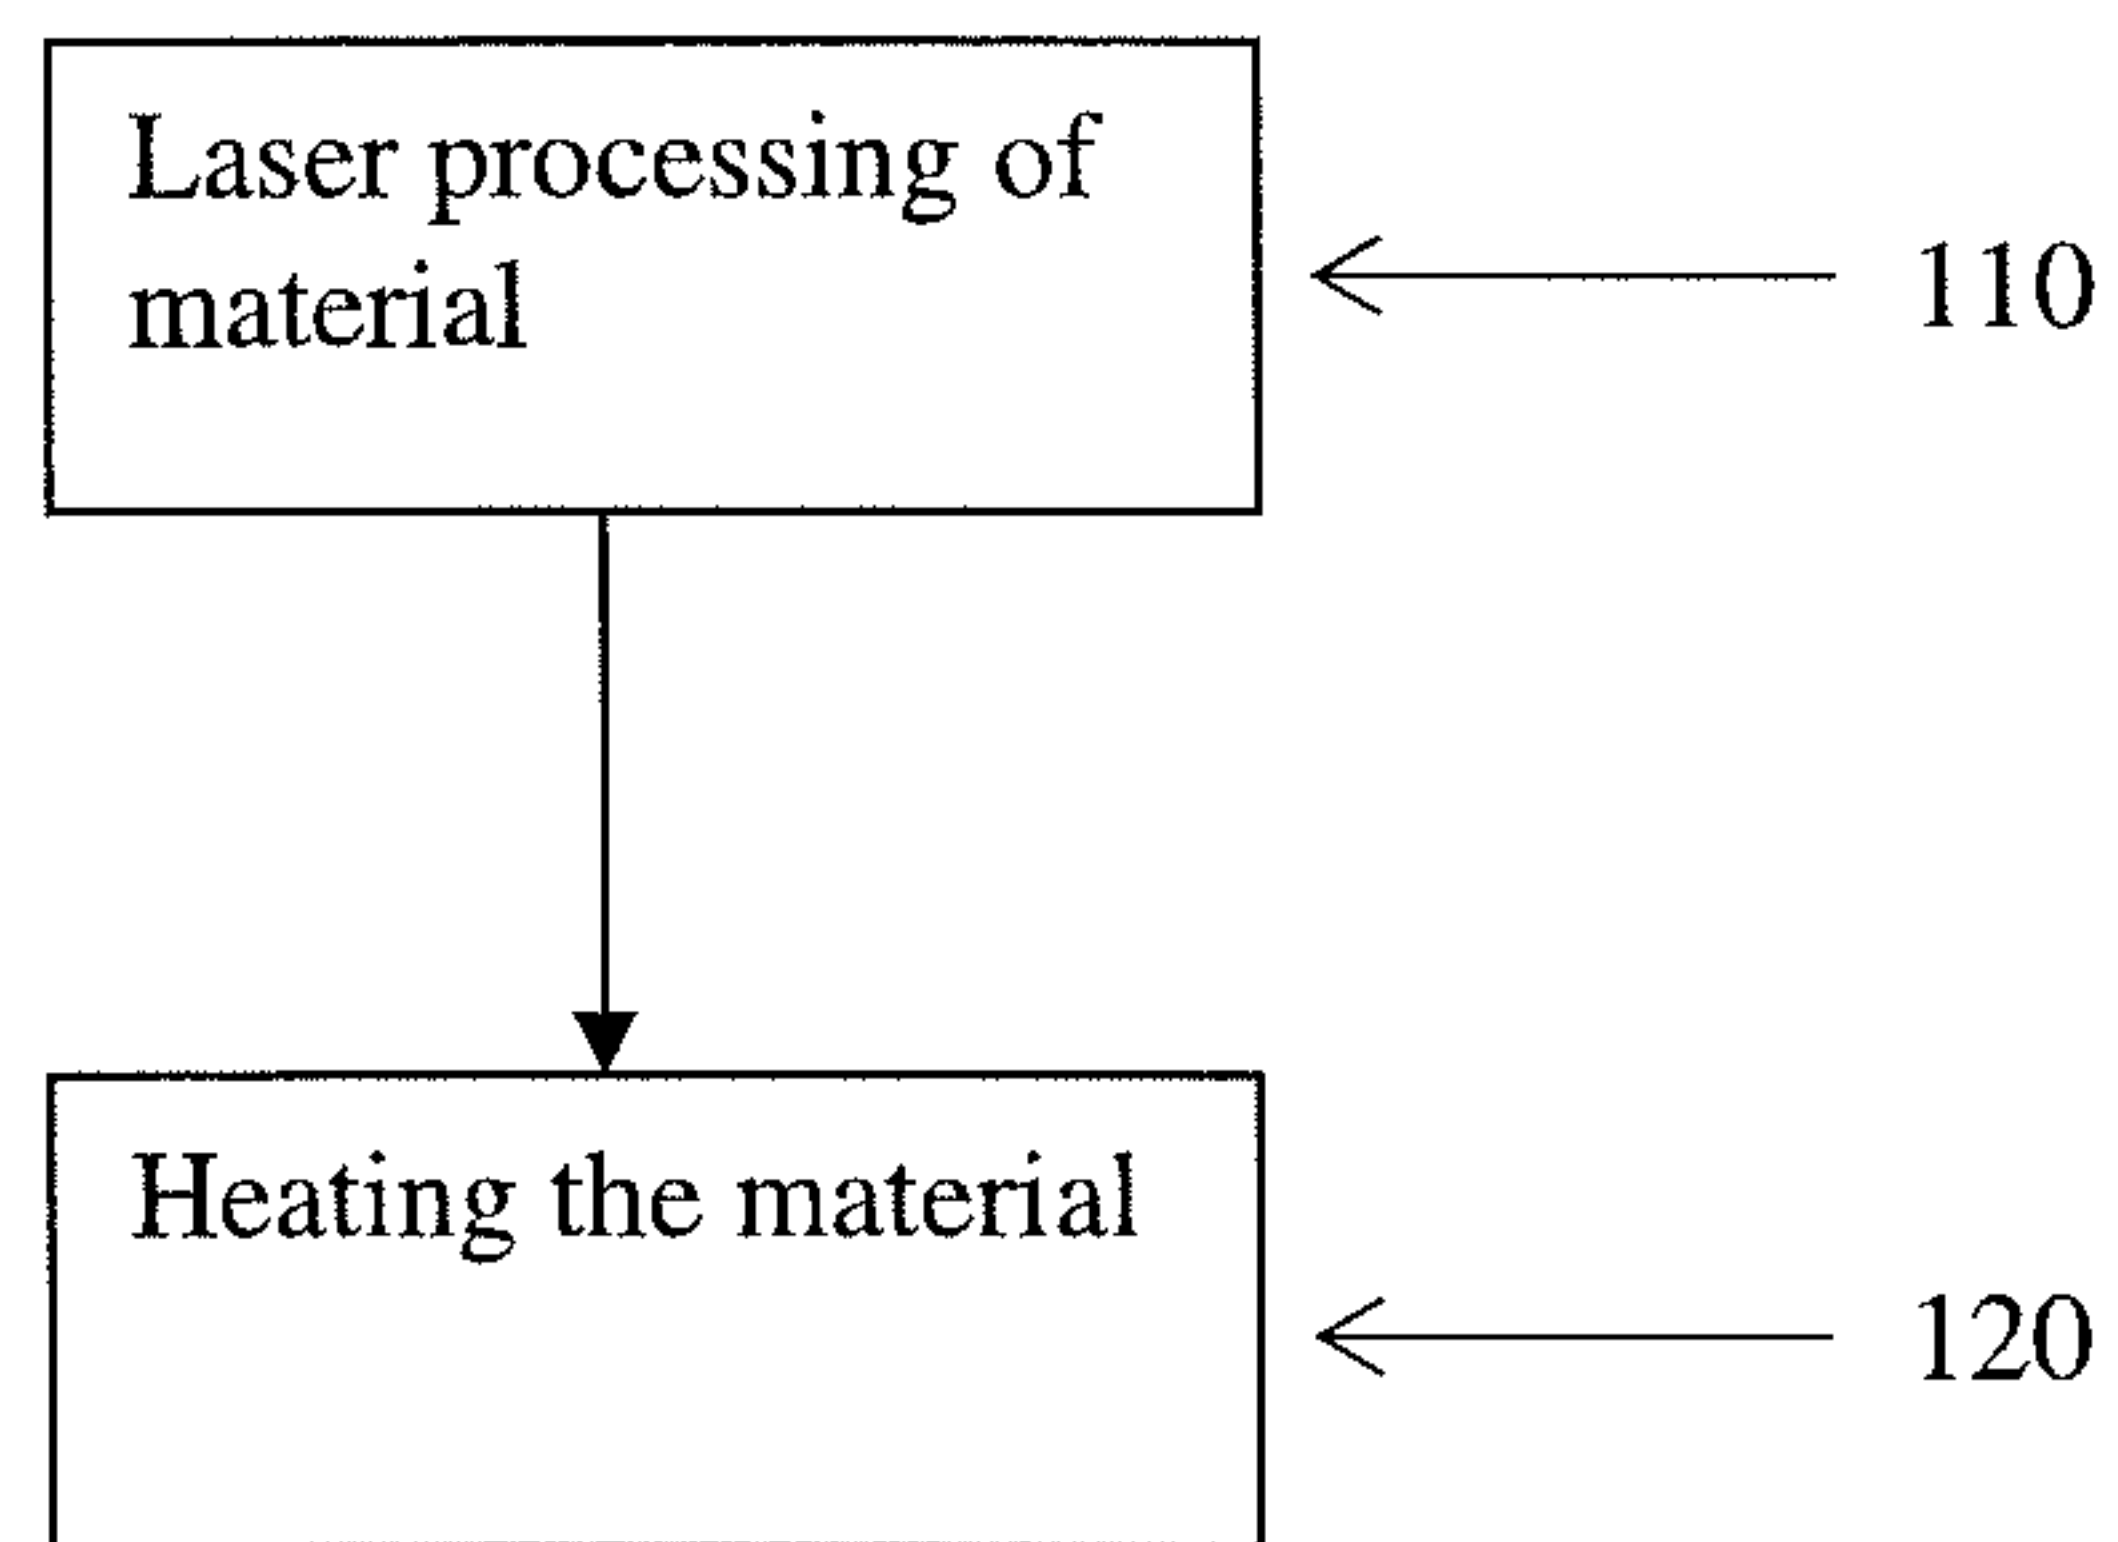 Laser processing of
material
110
Heating the material
120